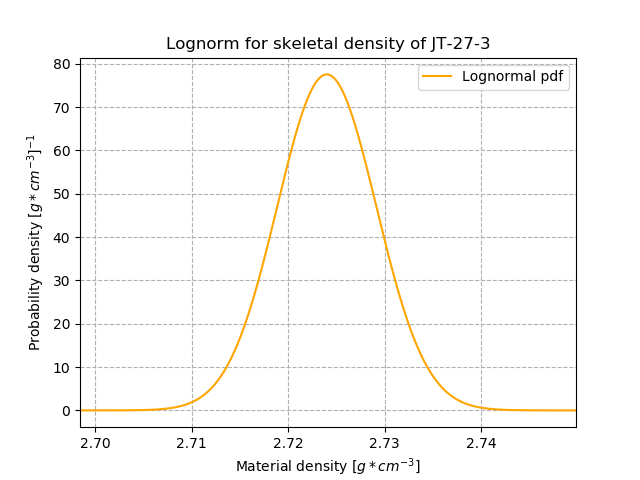 Lognorm for skeletal density of JT-27-3
80
70
60
50
40
30
20
10
0
Probability density [g * cm⁻³]⁻¹
Lognormal pdf
2.70 2.71 2.72 2.73 2.74
Material density [g * cm⁻³]